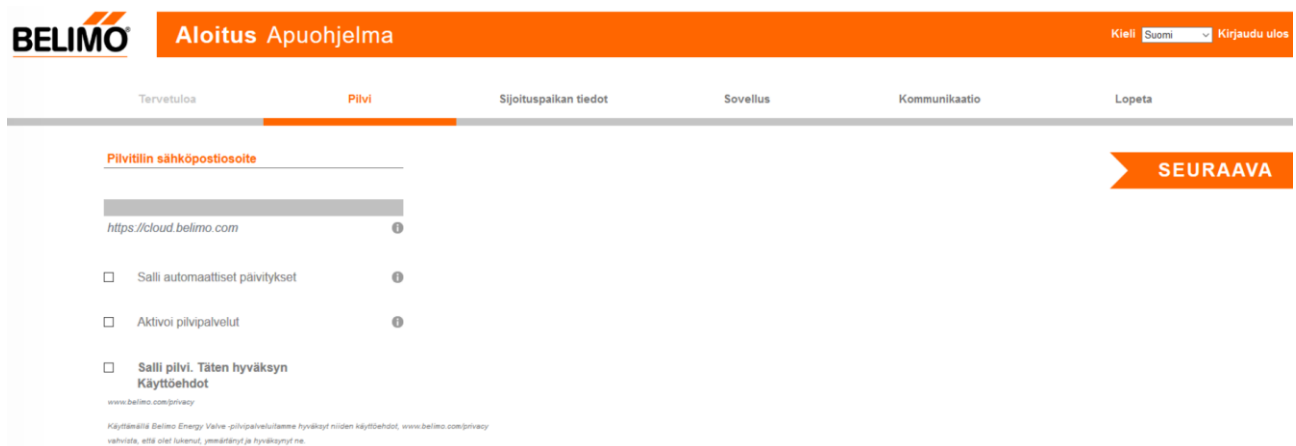 BELIMO®
Aloitus Apuohjelma
Kieli Suomi Kirjaudu ulos
Tervetuloa Pilvi Sijoituspaikan tiedot Sovellus Kommunikaatio Lopeta
Pilvitilin sähköpostiosoite
SEURAAVA
https://cloud.belimo.com
Salli automaattiset päivitykset
Aktivoi pilvipalvelut
Salli pilvi. Täten hyväksyn
Käyttöehdot
www.belimo.com/privacy
Käyttämällä Belimo Energy Valve -pilvipalveluitamme hyväksyt niiden käyttöehdot, www.belimo.com/privacy
vahvista, että olet lukenut, ymmärtänyt ja hyväksynyt ne.